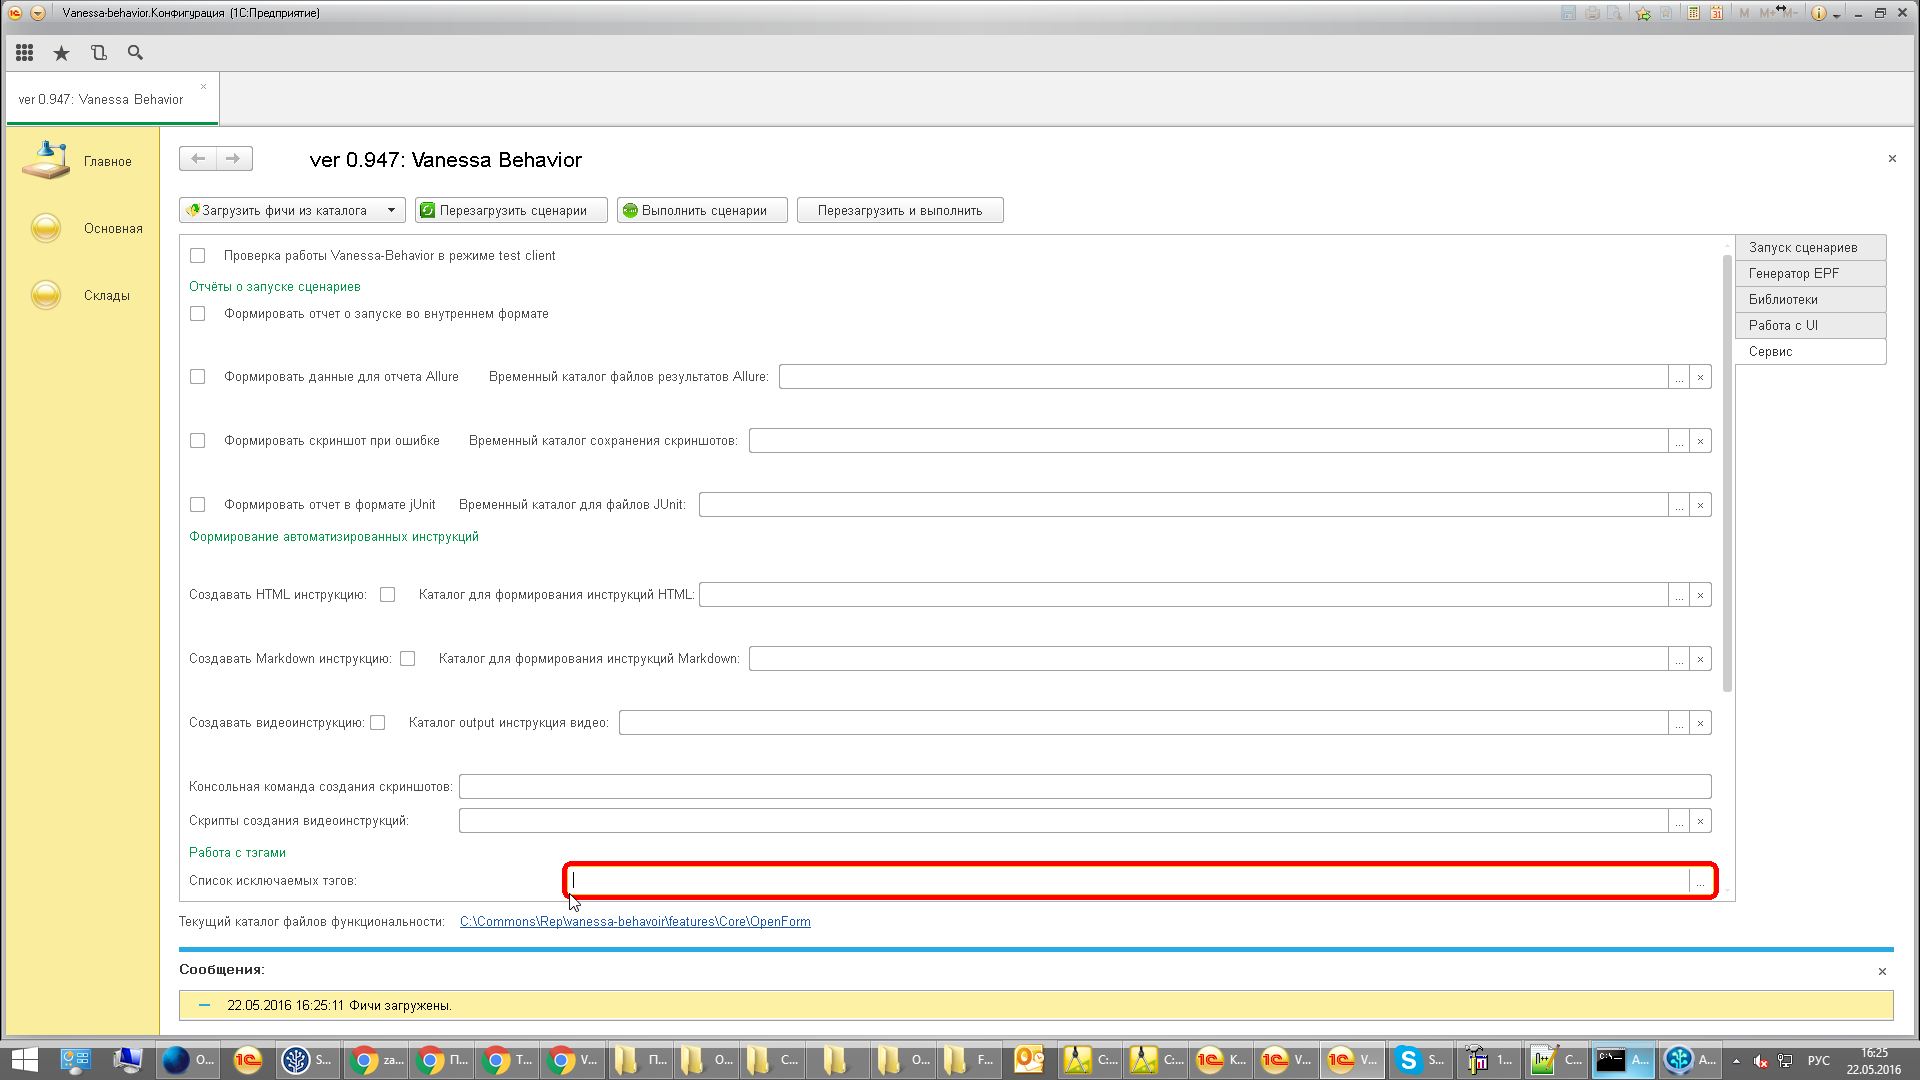 Vanessa-behavior.Конфигурация (1С:Предприятие)
M M+ M-
ver 0.947: Vanessa Behavior
Главное
Основная
Склады
ver 0.947: Vanessa Behavior
Загрузить фичи из каталога
Перезагрузить сценарии
Выполнить сценарии
Перезагрузить и выполнить
Проверка работы Vanessa-Behavior в режиме test client
Отчёты о запуске сценариев
Формировать отчет о запуске во внутреннем формате
Формировать данные для отчета Allure
Временный каталог файлов результатов Allure:
...
Формировать скриншот при ошибке
Временный каталог сохранения скриншотов:
...
Формировать отчет в формате jUnit
Временный каталог для файлов JUnit:
...
Формирование автоматизированных инструкций
Создавать HTML инструкцию:
Каталог для формирования инструкций HTML:
...
Создавать Markdown инструкцию:
Каталог для формирования инструкций Markdown:
...
Создавать видеоинструкцию:
Каталог output инструкция видео:
...
Консольная команда создания скриншотов:
Скрипты создания видеоинструкций:
...
Работа с тэгами
Список исключаемых тэгов:
...
Запуск сценариев
Генератор EPF
Библиотеки
Работа с UI
Сервис
Текущий каталог файлов функциональности:
C:\Commons\Rep\vanessa-behavoir\features\Core\OpenForm
Сообщения:
22.05.2016 16:25:11 Фичи загружены.
O... S... za... П... T... V... П... O... C... O... F... C:... C:... K... V... V... S... 1... C... A... A...
РУС
16:25
22.05.2016